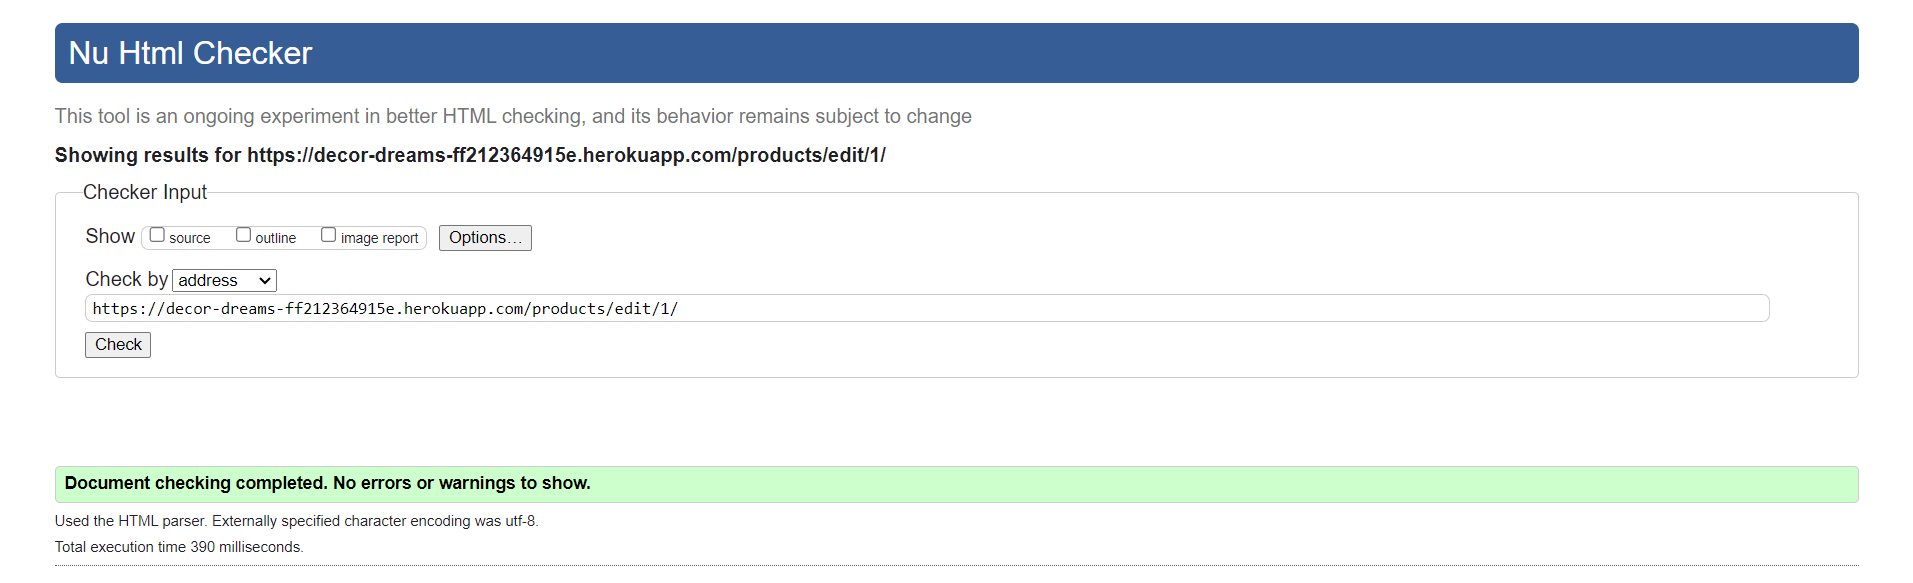 Nu Html Checker
This tool is an ongoing experiment in better HTML checking, and its behavior remains subject to change
Showing results for https://decor-dreams-ff212364915e.herokuapp.com/products/edit/1/
Checker Input
Show source outline image report Options...
Check by address
https://decor-dreams-ff212364915e.herokuapp.com/products/edit/1/
Check
Document checking completed. No errors or warnings to show.
Used the HTML parser. Externally specified character encoding was utf-8.
Total execution time 390 milliseconds.